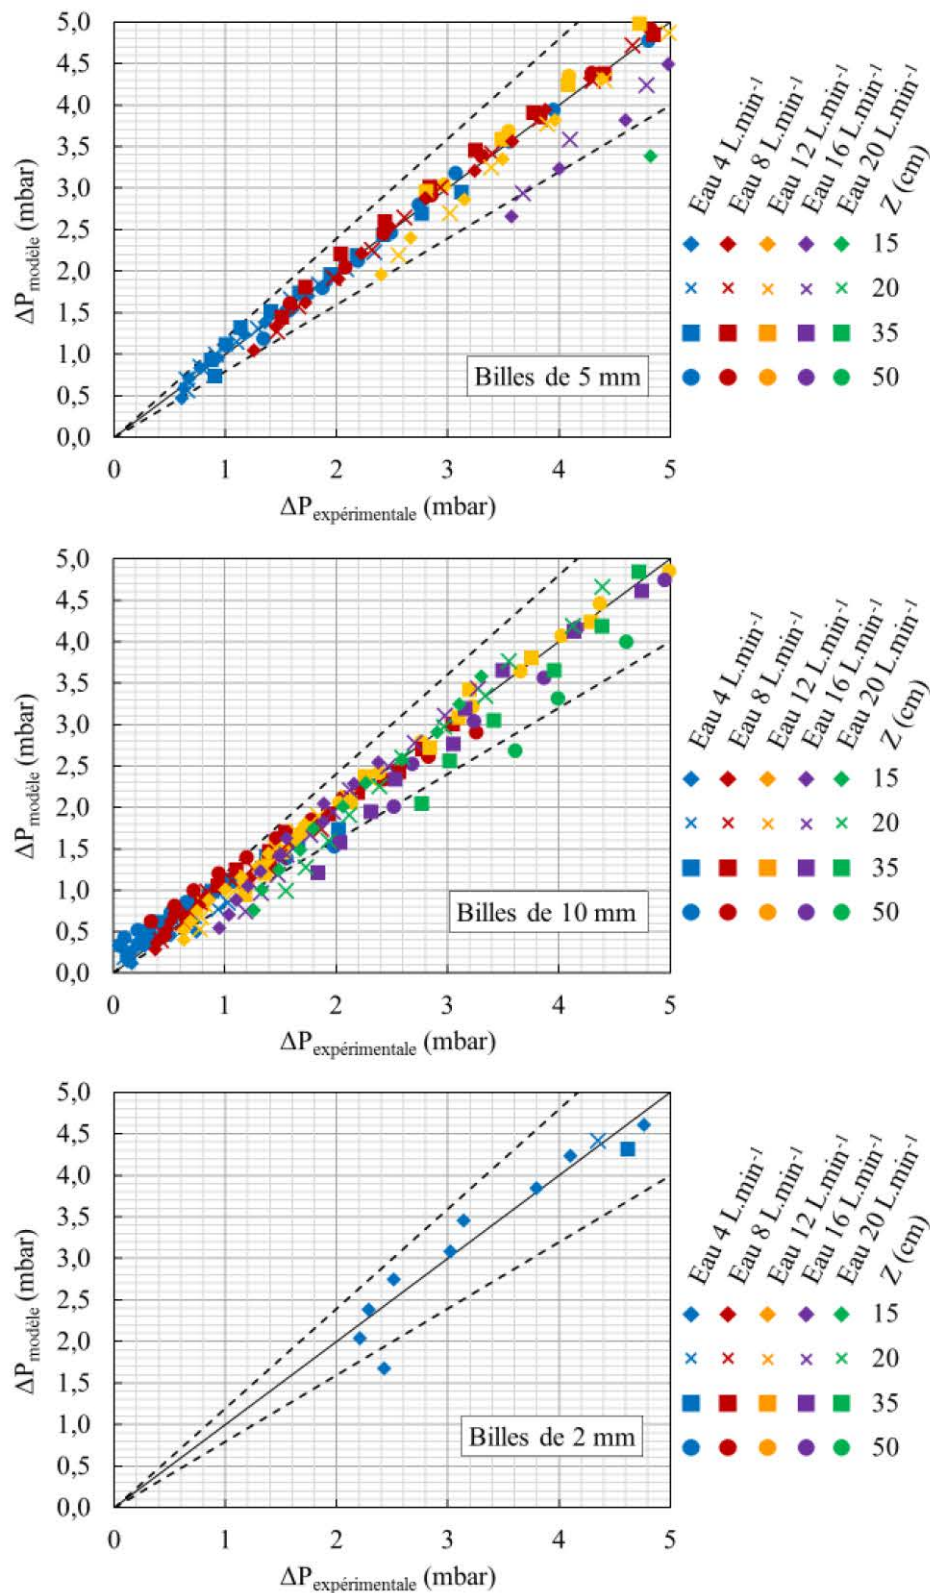 5,0
4,5
4,0
3,5
3,0
2,5
2,0
1,5
1,0
0,5
0,0
ΔPmodèle (mbar)
Billes de 5 mm
0 1 2 3 4 5
ΔPexpérimentale (mbar)
Eau 4 L.min-1
Eau 8 L.min-1
Eau 12 L.min-1
Eau 16 L.min-1
Eau 20 L.min-1
Z (cm)
15
20
35
50
5,0
4,5
4,0
3,5
3,0
2,5
2,0
1,5
1,0
0,5
0,0
ΔPmodèle (mbar)
Billes de 10 mm
0 1 2 3 4 5
ΔPexpérimentale (mbar)
Eau 4 L.min-1
Eau 8 L.min-1
Eau 12 L.min-1
Eau 16 L.min-1
Eau 20 L.min-1
Z (cm)
15
20
35
50
5,0
4,5
4,0
3,5
3,0
2,5
2,0
1,5
1,0
0,5
0,0
ΔPmodèle (mbar)
Billes de 2 mm
0 1 2 3 4 5
ΔPexpérimentale (mbar)
Eau 4 L.min-1
Eau 8 L.min-1
Eau 12 L.min-1
Eau 16 L.min-1
Eau 20 L.min-1
Z (cm)
15
20
35
50